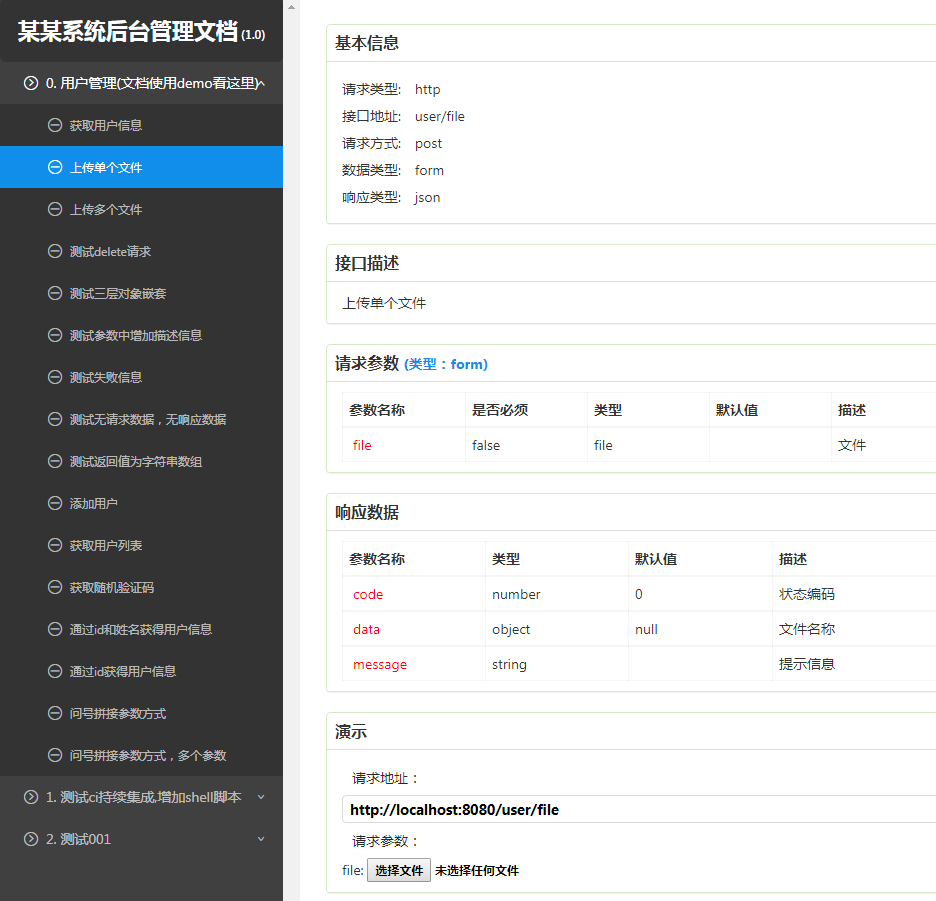 某某系统后台管理文档 (1.0)
0. 用户管理(文档使用demo看这里)
获取用户信息
上传单个文件
上传多个文件
测试delete请求
测试三层对象嵌套
测试参数中增加描述信息
测试失败信息
测试无请求数据，无响应数据
测试返回值为字符串数组
添加用户
获取用户列表
获取随机验证码
通过id和姓名获得用户信息
通过id获得用户信息
问号拼接参数方式
问号拼接参数方式，多个参数
1. 测试ci持续集成,增加shell脚本
2. 测试001
基本信息
请求类型: http
接口地址: user/file
请求方式: post
数据类型: form
响应类型: json
接口描述
上传单个文件
请求参数 (类型：form)
参数名称 是否必须 类型 默认值 描述
file false file 文件
响应数据
参数名称 类型 默认值 描述
code number 0 状态编码
data object null 文件名称
message string 提示信息
演示
请求地址：
http://localhost:8080/user/file
请求参数：
file: 选择文件 未选择任何文件